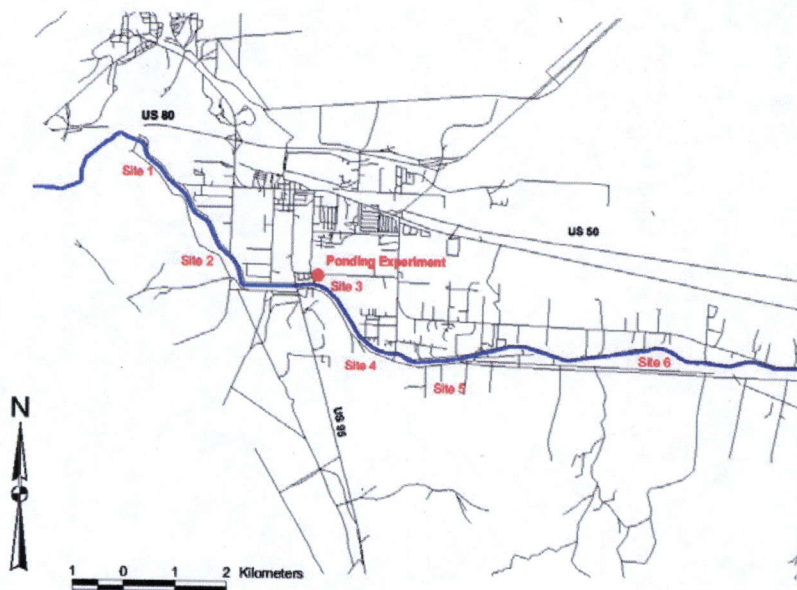 US 80
Site 1
US 50
Site 2
Ponding Experiment
Site 3
Site 4
Site 6
Site 5
US 95
N
1 0 1 2 Kilometers